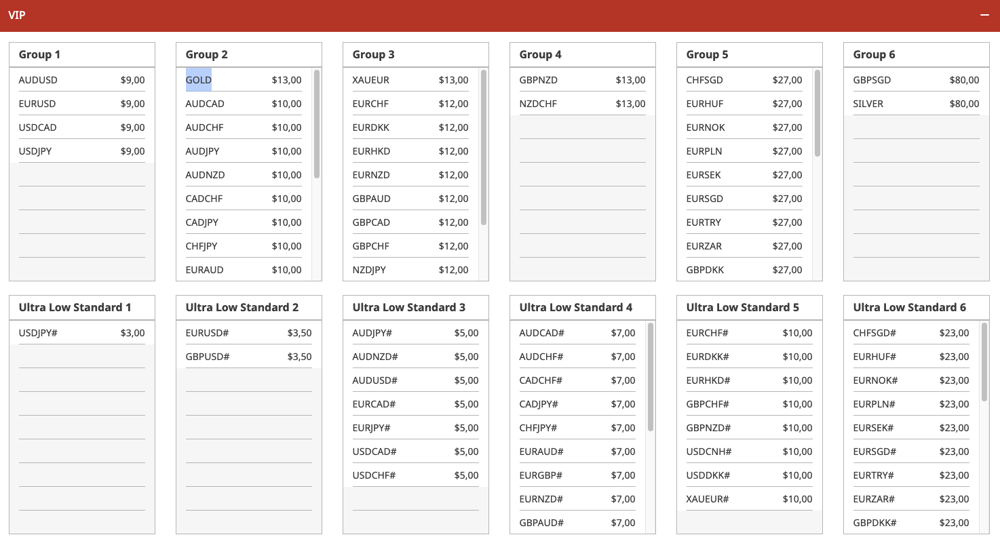 VIP
Group 1
AUDUSD $9,00
EURUSD $9,00
USDCAD $9,00
USDJPY $9,00
Group 2
GOLD $13,00
AUDCAD $10,00
AUDCHF $10,00
AUDJPY $10,00
AUDNZD $10,00
CADCHF $10,00
CADJPY $10,00
CHFJPY $10,00
EURAUD $10,00
Group 3
XAUEUR $13,00
EURCHF $12,00
EURDKK $12,00
EURHKD $12,00
EURNZD $12,00
GBPAUD $12,00
GBPCAD $12,00
GBPCHF $12,00
NZDJPY $12,00
Group 4
GBPNZD $13,00
NZDCHF $13,00
Group 5
CHFSGD $27,00
EURHUF $27,00
EURNOK $27,00
EURPLN $27,00
EURSEK $27,00
EURSGD $27,00
EURTRY $27,00
EURZAR $27,00
GBPDKK $27,00
Group 6
GBPSGD $80,00
SILVER $80,00
Ultra Low Standard 1
USDJPY# $3,00
Ultra Low Standard 2
EURUSD# $3,50
GBPUSD# $3,50
Ultra Low Standard 3
AUDJPY# $5,00
AUDNZD# $5,00
AUDUSD# $5,00
EURCAD# $5,00
EURJPY# $5,00
USDCAD# $5,00
USDCHF# $5,00
Ultra Low Standard 4
AUDCAD# $7,00
AUDCHF# $7,00
CADCHF# $7,00
CADJPY# $7,00
CHFJPY# $7,00
EURAUD# $7,00
EURGBP# $7,00
EURNZD# $7,00
GBPAUD# $7,00
Ultra Low Standard 5
EURCHF# $10,00
EURDKK# $10,00
EURHKD# $10,00
GBPCHF# $10,00
GBPNZD# $10,00
USDCNH# $10,00
USDDKK# $10,00
XAUEUR# $10,00
Ultra Low Standard 6
CHFSGD# $23,00
EURHUF# $23,00
EURNOK# $23,00
EURPLN# $23,00
EURSEK# $23,00
EURSGD# $23,00
EURTRY# $23,00
EURZAR# $23,00
GBPDKK# $23,00